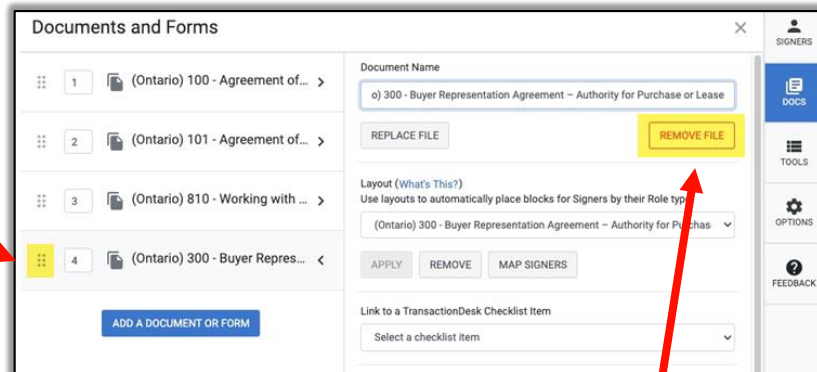 Documents and Forms
1 (Ontario) 100 - Agreement of...
2 (Ontario) 101 - Agreement of...
3 (Ontario) 810 - Working with ...
4 (Ontario) 300 - Buyer Repres...
ADD A DOCUMENT OR FORM
Document Name
o) 300 - Buyer Representation Agreement – Authority for Purchase or Lease
REPLACE FILE
REMOVE FILE
Layout (What's This?)
Use layouts to automatically place blocks for Signers by their Role
(Ontario) 300 - Buyer Representation Agreement – Authority for
APPLY
REMOVE
MAP SIGNERS
Link to a TransactionDesk Checklist Item
Select a checklist item
SIGNERS
DOCS
TOOLS
OPTIONS
FEEDBACK